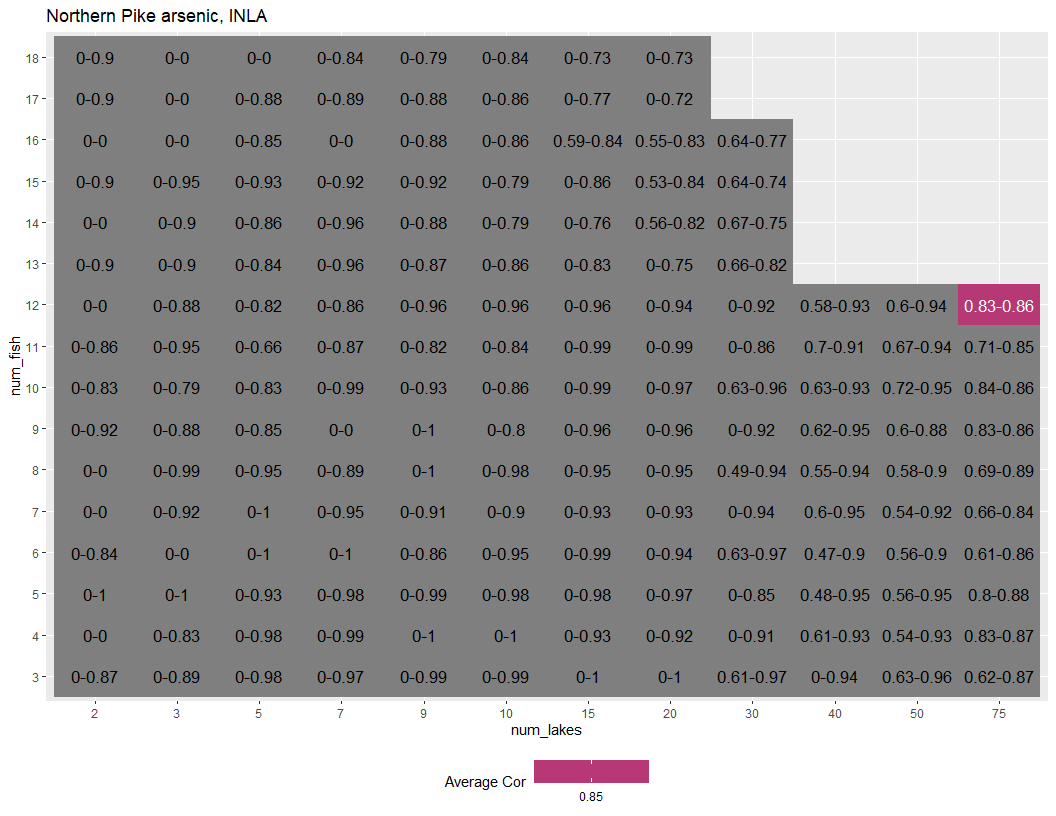 Northern Pike arsenic, INLA
18 0-0.9 0-0 0-0 0-0.84 0-0.79 0-0.84 0-0.73 0-0.73
17 0-0.9 0-0 0-0.88 0-0.89 0-0.88 0-0.86 0-0.77 0-0.72
16 0-0 0-0 0-0.85 0-0 0-0.88 0-0.86 0.59-0.84 0.55-0.83 0.64-0.77
15 0-0.9 0-0.95 0-0.93 0-0.92 0-0.92 0-0.79 0-0.86 0.53-0.84 0.64-0.74
14 0-0 0-0.9 0-0.86 0-0.96 0-0.88 0-0.79 0-0.76 0.56-0.82 0.67-0.75
13 0-0.9 0-0.9 0-0.84 0-0.96 0-0.87 0-0.86 0-0.83 0-0.75 0.66-0.82
12 0-0 0-0.88 0-0.82 0-0.86 0-0.96 0-0.96 0-0.96 0-0.94 0-0.92 0.58-0.93 0.6-0.94 0.83-0.86
11 0-0.86 0-0.95 0-0.66 0-0.87 0-0.82 0-0.84 0-0.99 0-0.99 0-0.86 0.7-0.91 0.67-0.94 0.71-0.85
10 0-0.83 0-0.79 0-0.83 0-0.99 0-0.93 0-0.86 0-0.99 0-0.97 0.63-0.96 0.63-0.93 0.72-0.95 0.84-0.86
9 0-0.92 0-0.88 0-0.85 0-0 0-1 0-0.8 0-0.96 0-0.96 0-0.92 0.62-0.95 0.6-0.88 0.83-0.86
8 0-0 0-0.99 0-0.95 0-0.89 0-1 0-0.98 0-0.95 0-0.95 0.49-0.94 0.55-0.94 0.58-0.9 0.69-0.89
7 0-0 0-0.92 0-1 0-0.95 0-0.91 0-0.9 0-0.93 0-0.93 0-0.94 0.6-0.95 0.54-0.92 0.66-0.84
6 0-0.84 0-0 0-1 0-1 0-0.86 0-0.95 0-0.99 0-0.94 0.63-0.97 0.47-0.9 0.56-0.9 0.61-0.86
5 0-1 0-1 0-0.93 0-0.98 0-0.99 0-0.98 0-0.98 0-0.97 0-0.85 0.48-0.95 0.56-0.95 0.8-0.88
4 0-0 0-0.83 0-0.98 0-0.99 0-1 0-1 0-0.93 0-0.92 0-0.91 0.61-0.93 0.54-0.93 0.83-0.87
3 0-0.87 0-0.89 0-0.98 0-0.97 0-0.99 0-0.99 0-1 0-1 0.61-0.97 0-0.94 0.63-0.96 0.62-0.87
num_fish
2 3 5 7 9 10 15 20 30 40 50 75
num_lakes
Average Cor
0.85